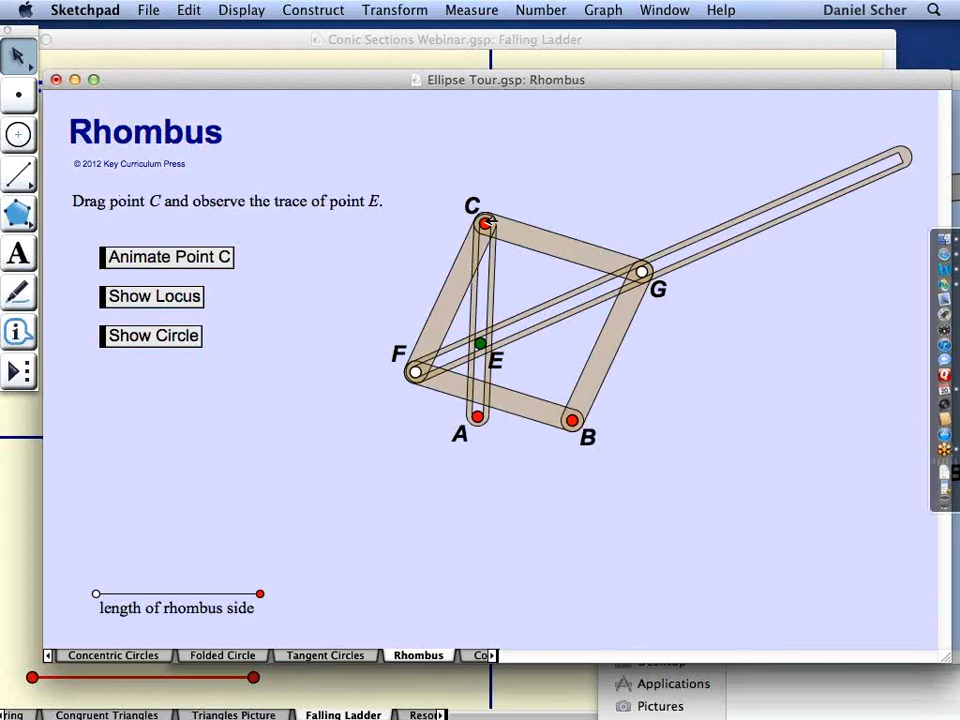 Sketchpad File Edit Display Construct Transform Measure Number Graph Window Help Daniel Scher
Conic Sections Webinar.gsp: Falling Ladder
Ellipse Tour.gsp: Rhombus
Rhombus
© 2012 Key Curriculum Press
Drag point C and observe the trace of point E.
Animate Point C
Show Locus
Show Circle
C
G
F
E
A
B
length of rhombus side
Concentric Circles Folded Circle Tangent Circles Rhombus Co
Applications
Pictures
Congruent Triangles Triangles Picture Falling Ladder
A